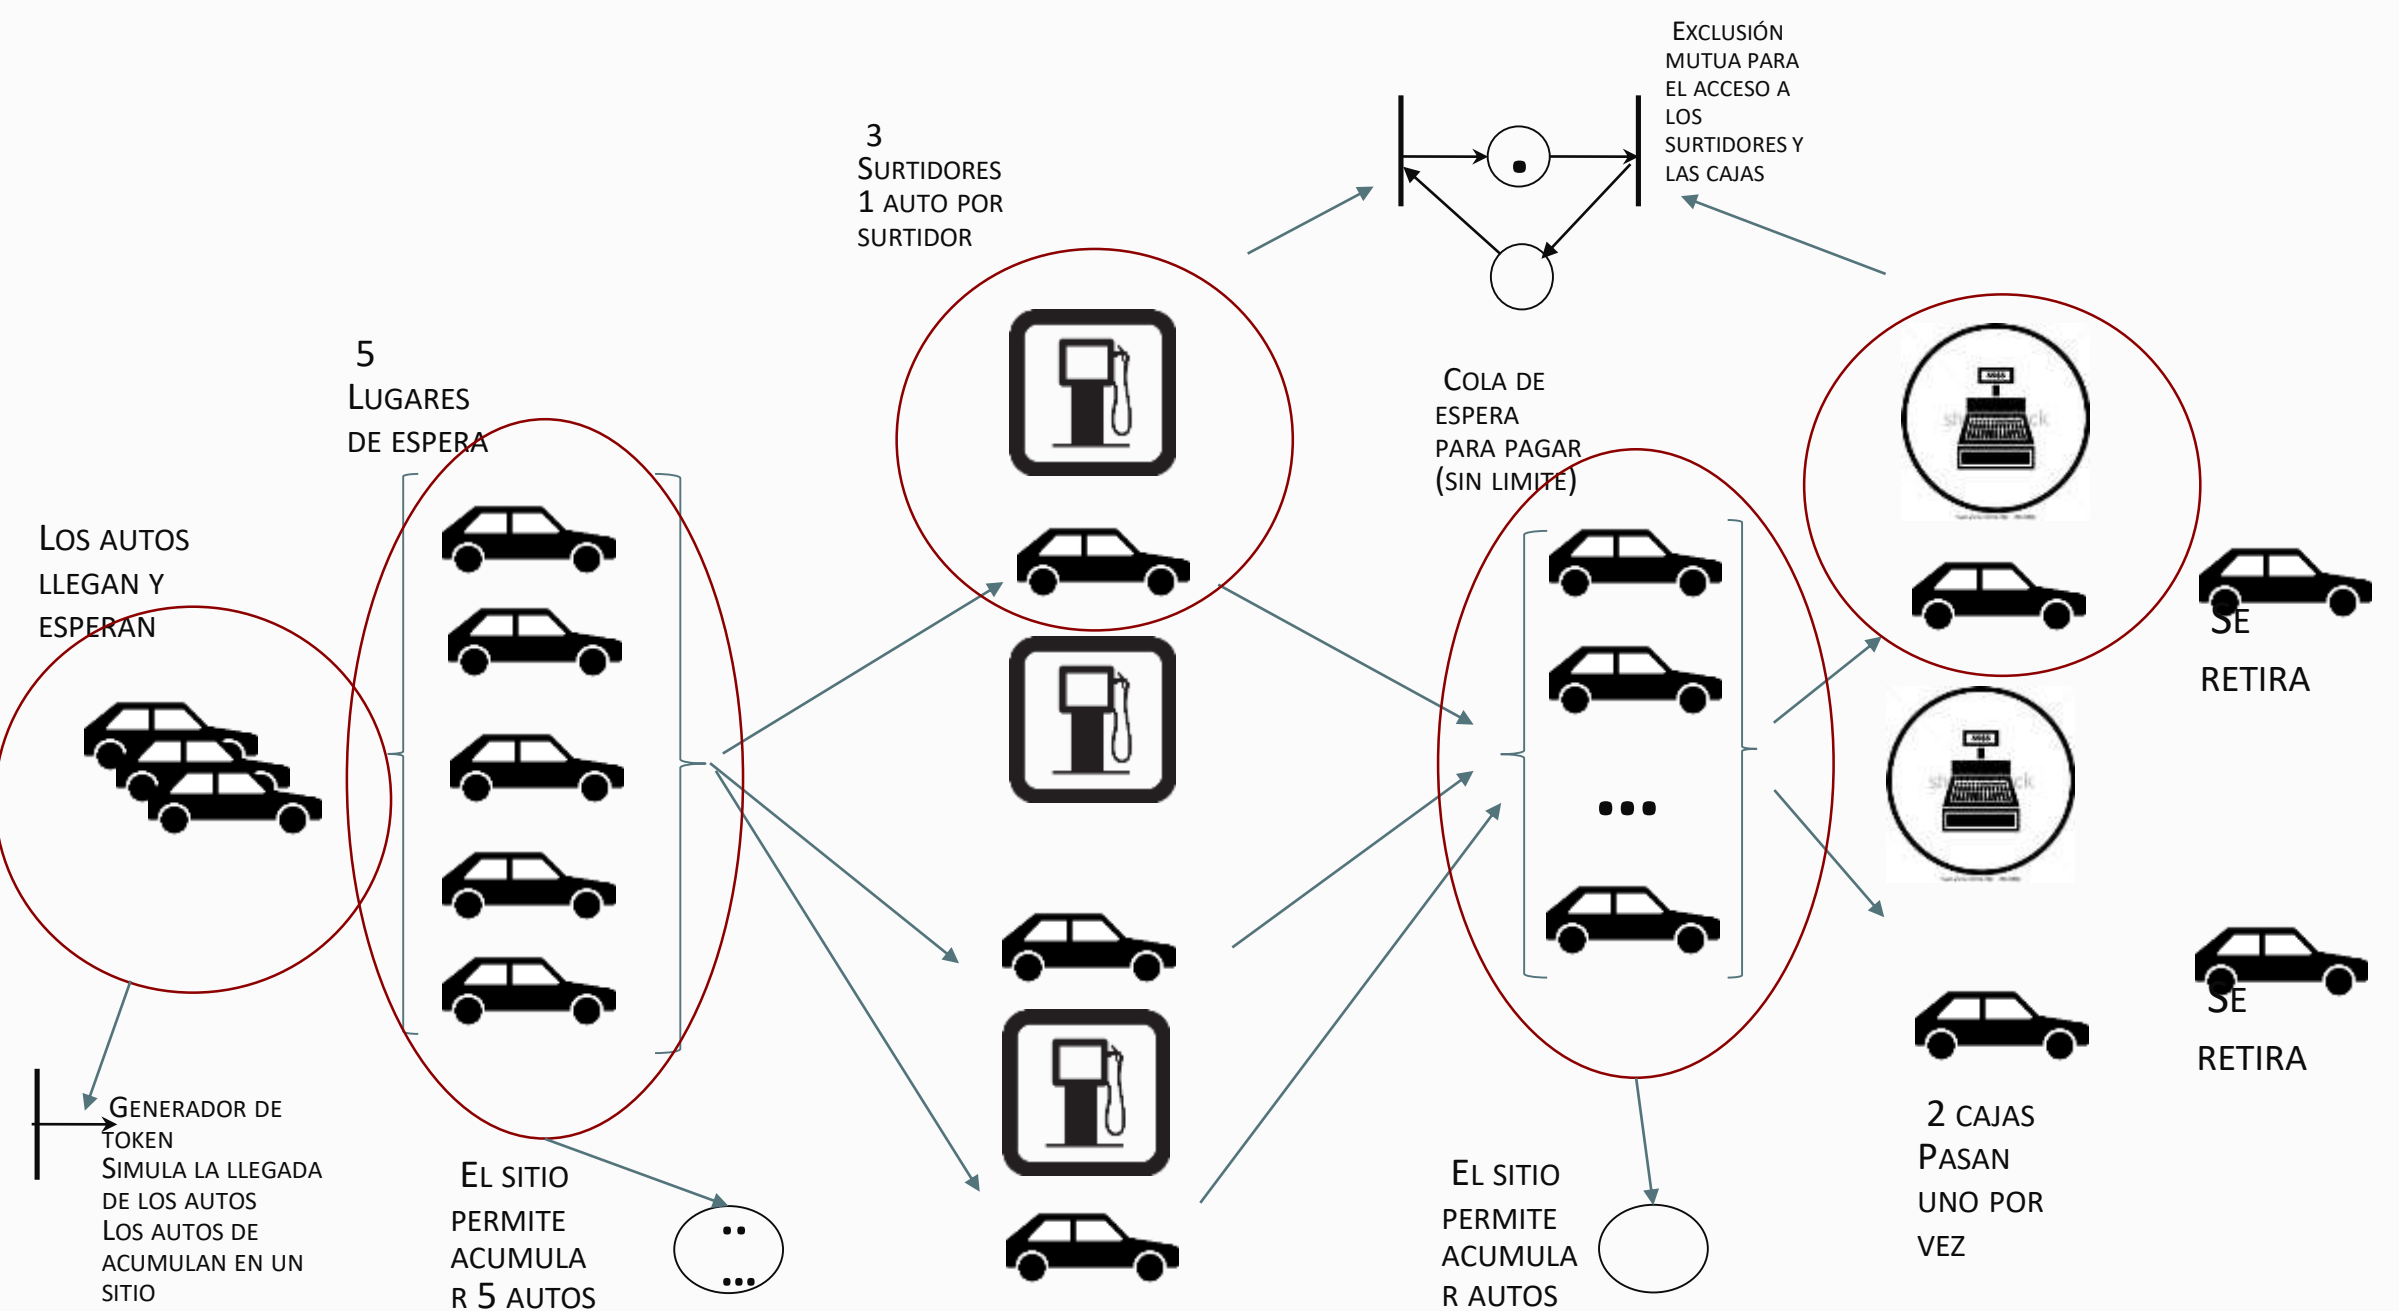 Los autos
llegan y
esperan
5
Lugares
de espera
3
Surtidores
1 auto por
surtidor
Exclusión
mutua para
el acceso a
los
surtidores y
las cajas
Cola de
espera
para pagar
(sin limite)
Se
retira
Se
retira
2 cajas
Pasan
uno por
vez
Generador de
token
Simula la llegada
de los autos
Los autos de
acumulan en un
sitio
El sitio
permite
acumula
r 5 autos
El sitio
permite
acumula
r autos